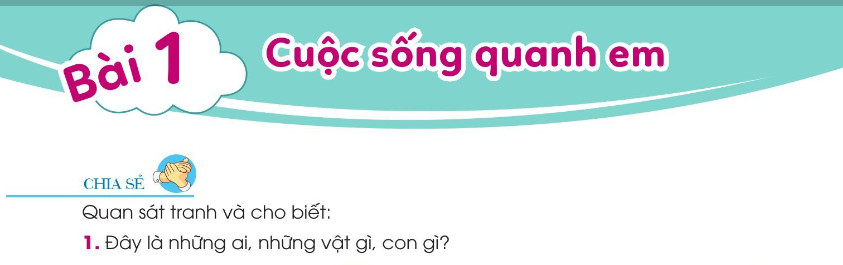 Bài 1
Cuộc sống quanh em
CHIA SẺ
Quan sát tranh và cho biết:
1. Đây là những ai, những vật gì, con gì?